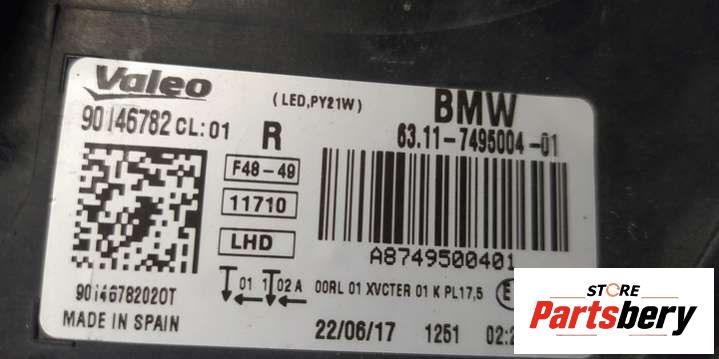 Valeo
(LED,PY21W)
BMW
90146782 CL:01
R
63.11-7495004-01
F48-49
11710
LHD
A8749500401
01 1 02 A 00RL 01 XVCTER 01 K PL17,5 E
90146782020T
MADE IN SPAIN
22/06/17 1251
STORE
Partsbery